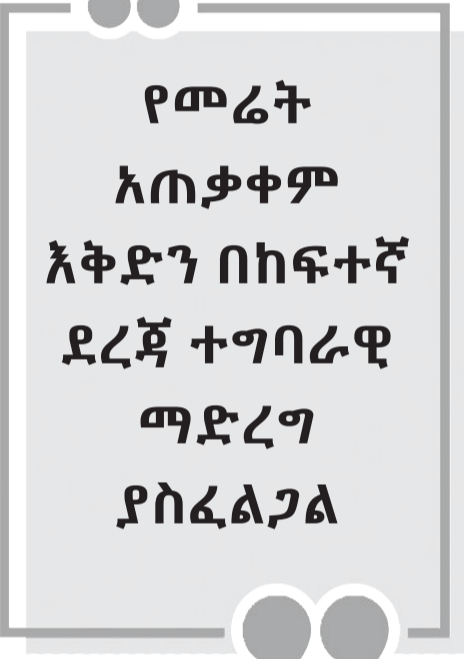 የመሬት
አጠቃቀም
እቅድን በከፍተኛ
ደረጃ ተግባራዊ
ማድረግ
ያስፈልጋል